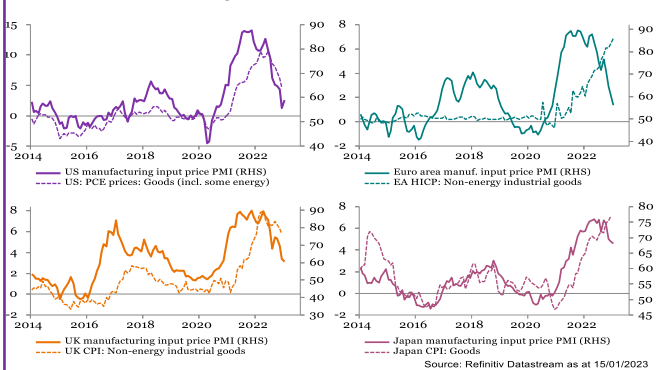 15 90 8 90
10 80 6 80
70 4 70
5 60 2 60
0 50 0 50
-5 40 -2 40
2014 2016 2018 2020 2022 2014 2016 2018 2020 2022
US manufacturing input price PMI (RHS) Euro area manuf. input price PMI (RHS)
US: PCE prices: Goods (incl. some energy) EA HICP: Non-energy industrial goods
8 90 8 80
6 80 6 75
70 70
4 60 4 65
2 50 2 60
55
0 40 0 50
-2 30 -2 45
2014 2016 2018 2020 2022 2014 2016 2018 2020 2022
UK manufacturing input price PMI (RHS) Japan manufacturing input price PMI (RHS)
UK CPI: Non-energy industrial goods Japan CPI: Goods
Source: Refinitiv Datastream as at 15/01/2023